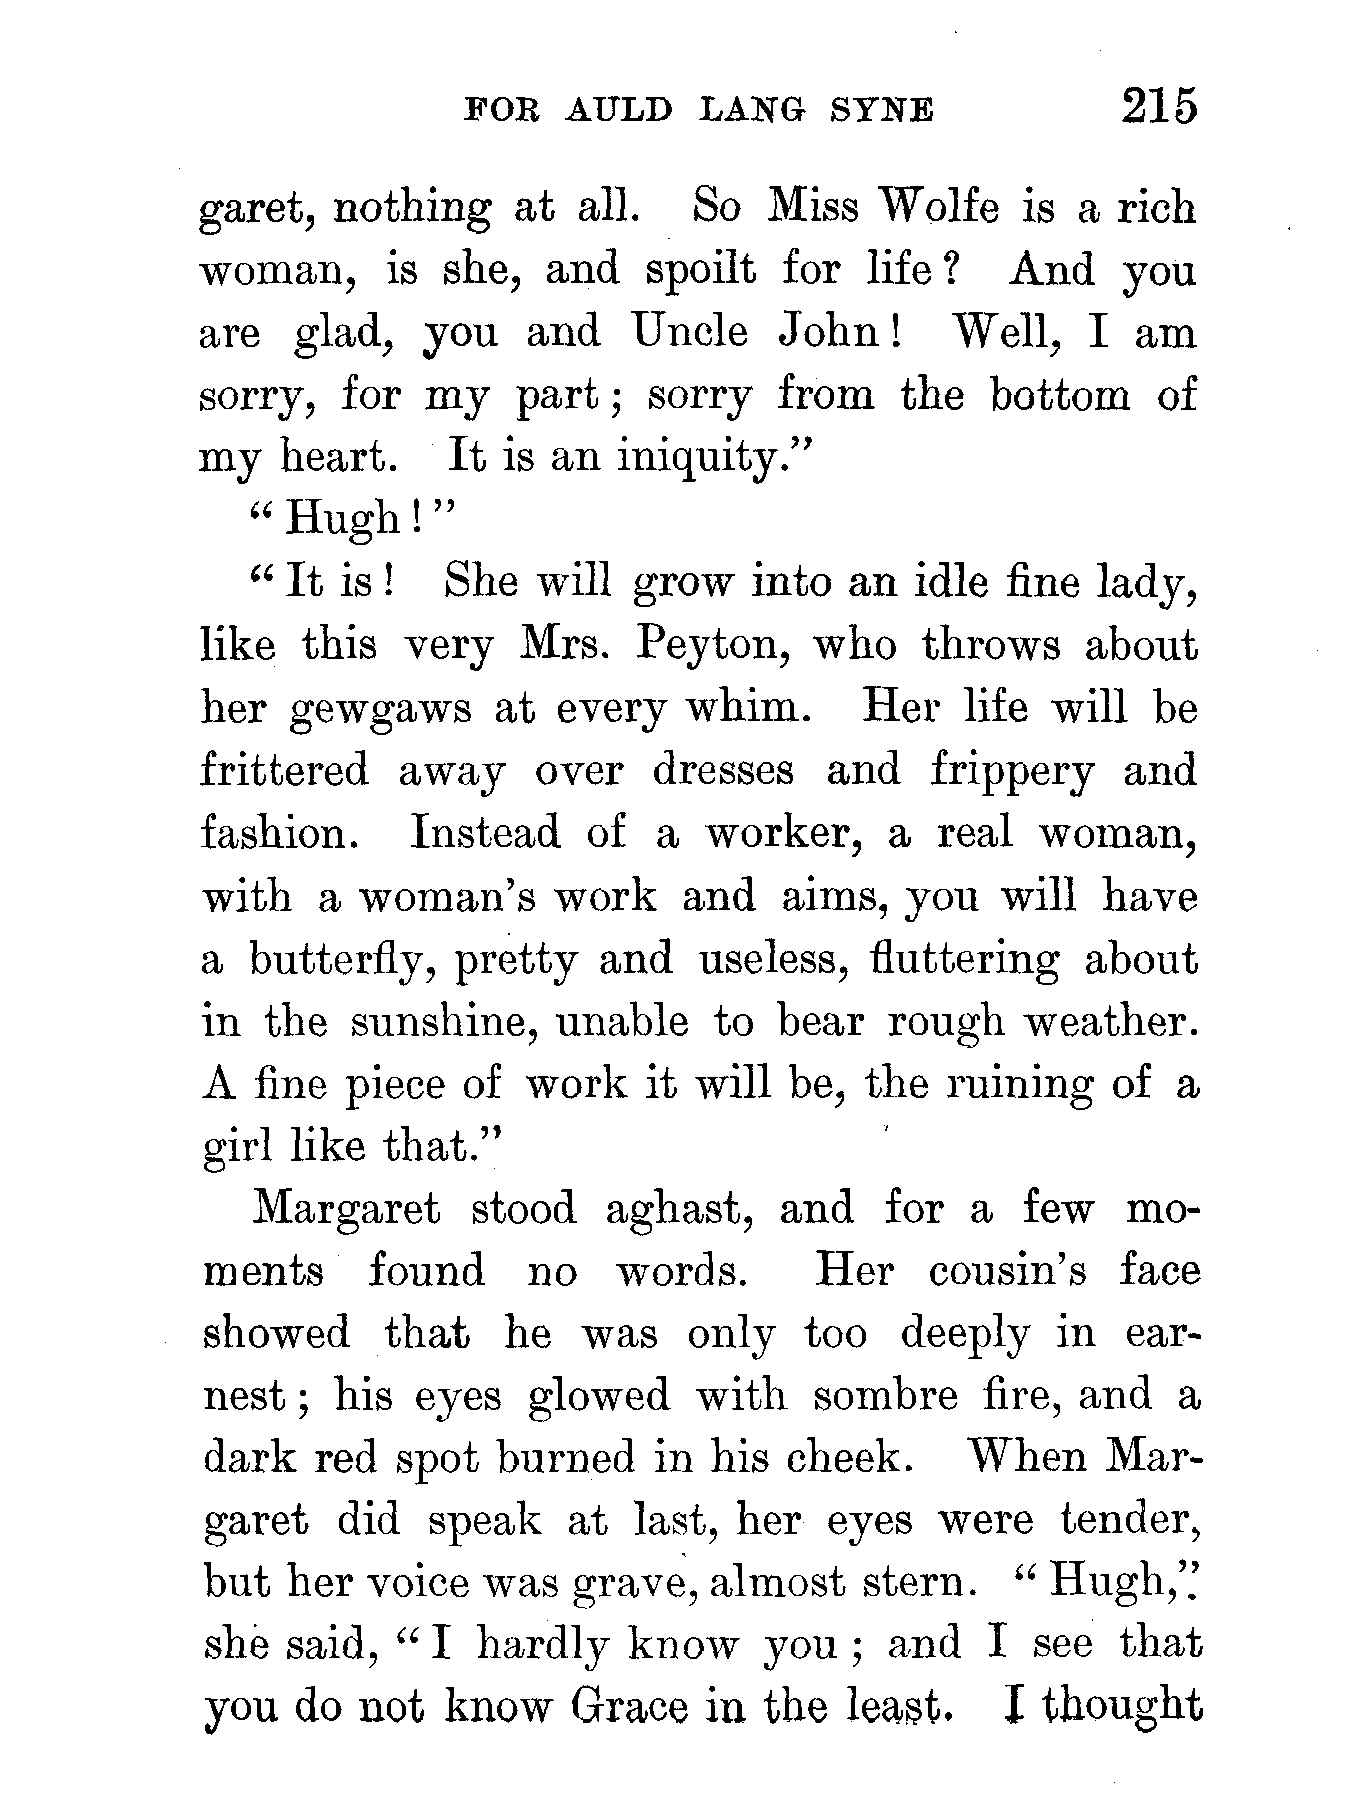 FOR AULD LANG SYNE 215
garet, nothing at all. So Miss Wolfe is a rich
woman, is she, and spoilt for life? And you
are glad, you and Uncle John! Well, I am
sorry, for my part; sorry from the bottom of
my heart. It is an iniquity."
"Hugh!"
"It is! She will grow into an idle fine lady,
like this very Mrs. Peyton, who throws about
her gewgaws at every whim. Her life will be
frittered away over dresses and frippery and
fashion. Instead of a worker, a real woman,
with a woman's work and aims, you will have
a butterfly, pretty and useless, fluttering about
in the sunshine, unable to bear rough weather.
A fine piece of work it will be, the ruining of a
girl like that."
Margaret stood aghast, and for a few mo-
ments found no words. Her cousin's face
showed that he was only too deeply in ear-
nest; his eyes glowed with sombre fire, and a
dark red spot burned in his cheek. When Mar-
garet did speak at last, her eyes were tender,
but her voice was grave, almost stern. "Hugh,"
she said, "I hardly know you; and I see that
you do not know Grace in the least. I thought